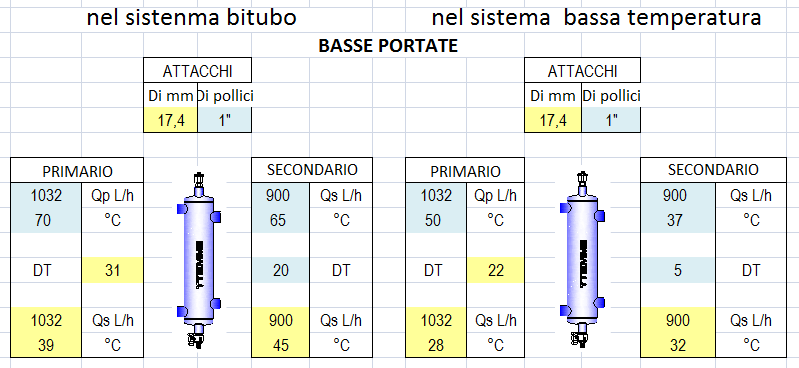 nel sistenma bitubo nel sistema bassa temperatura
BASSE PORTATE
ATTACCHI ATTACCHI
Di mm Di pollici Di mm Di pollici
17,4 1" 17,4 1"
PRIMARIO SECONDARIO PRIMARIO SECONDARIO
1032 Qp L/h 900 Qs L/h 1032 Qp L/h 900 Qs L/h
70 °C 65 °C 50 °C 37 °C
DT 31 20 DT DT 22 5 DT
1032 Qs L/h 900 Qs L/h 1032 Qs L/h 900 Qs L/h
39 °C 45 °C 28 °C 32 °C